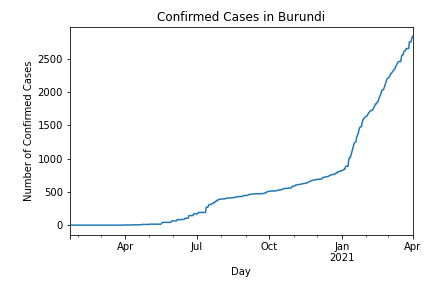 Confirmed Cases in Burundi
Number of Confirmed Cases
2500
2000
1500
1000
500
0
Apr Jul Oct Jan Apr
2021
Day